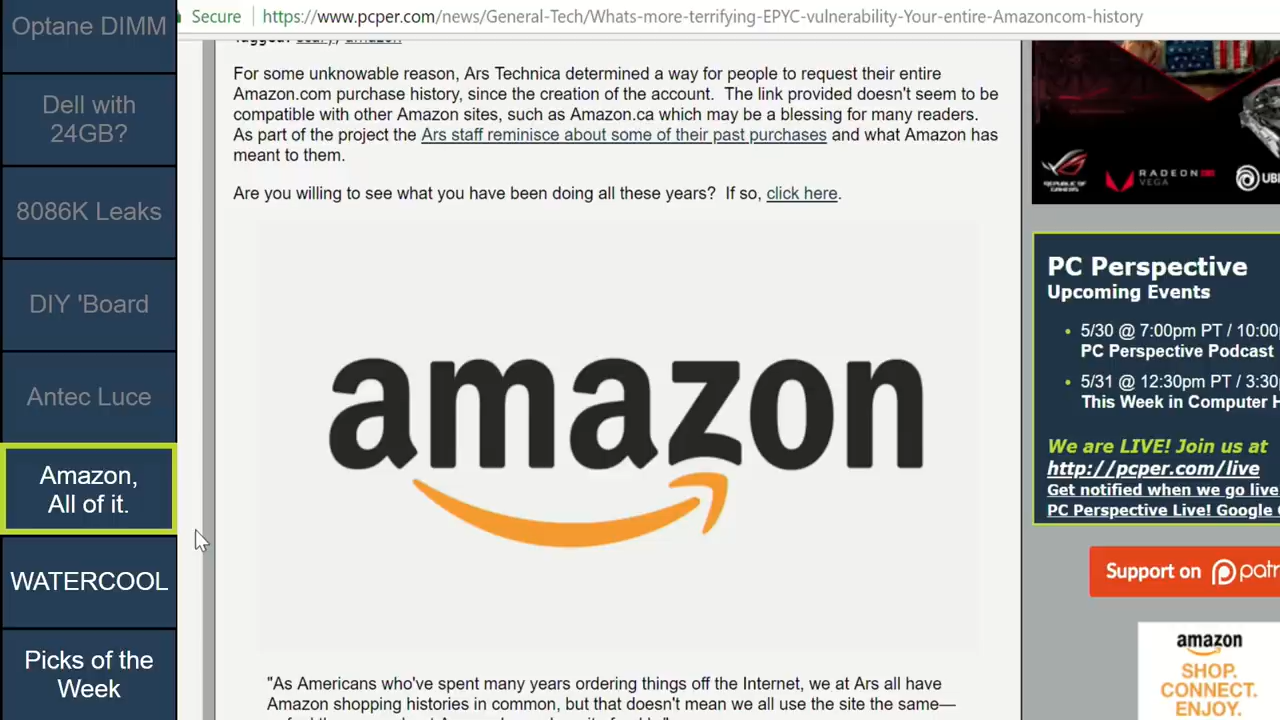 Optane DIMM
Dell with
24GB?
8086K Leaks
DIY 'Board
Antec Luce
Amazon,
All of it.
WATERCOOL
Picks of the
Week
Secure
https://www.pcper.com/news/General-Tech/Whats-more-terrifying-EPYC-vulnerability-Your-entire-Amazoncom-history
For some unknowable reason, Ars Technica determined a way for people to request their entire
Amazon.com purchase history, since the creation of the account.  The link provided doesn't seem to be
compatible with other Amazon sites, such as Amazon.ca which may be a blessing for many readers.
As part of the project the Ars staff reminisce about some of their past purchases and what Amazon has
meant to them.
Are you willing to see what you have been doing all these years?  If so, click here.
amazon
"As Americans who've spent many years ordering things off the Internet, we at Ars all have
Amazon shopping histories in common, but that doesn't mean we all use the site the same—
REPUBLIC OF
GAMERS
RADEON
VEGA
UBI
PC Perspective
Upcoming Events
• 5/30 @ 7:00pm PT / 10:00
PC Perspective Podcast
• 5/31 @ 12:30pm PT / 3:30
This Week in Computer H
We are LIVE! Join us at
http://pcper.com/live
Get notified when we go live
PC Perspective Live! Google
Support on patr
amazon
SHOP.
CONNECT.
ENJOY.